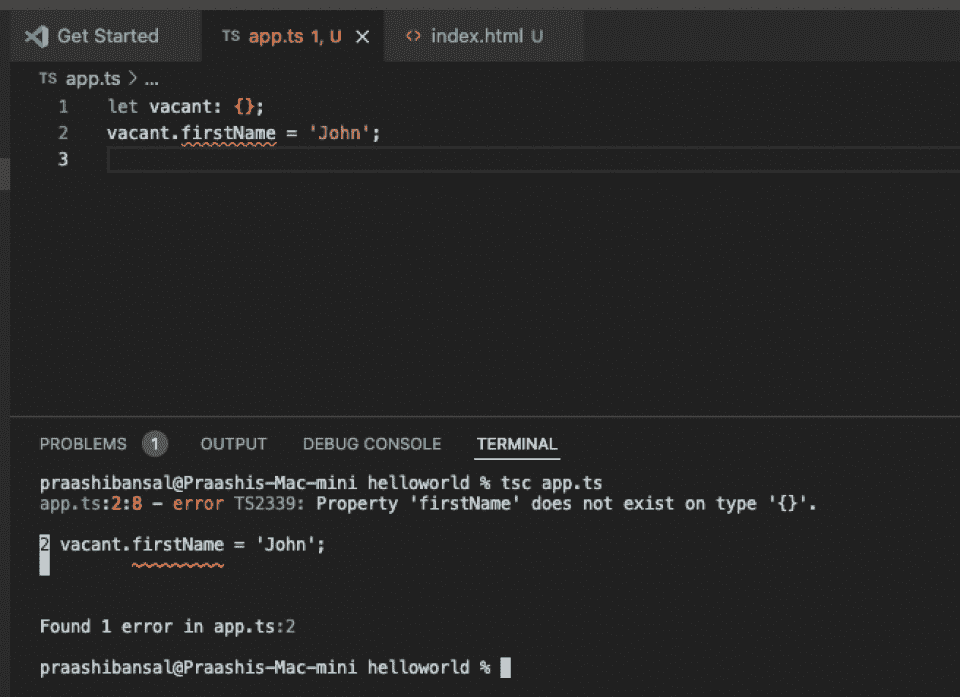 Get Started TS app.ts 1, U × <> index.html U
TS app.ts > ...
1 let vacant: {};
2 vacant.firstName = 'John';
3
PROBLEMS 1 OUTPUT DEBUG CONSOLE TERMINAL
praashibansal@Praashis-Mac-mini helloworld % tsc app.ts
app.ts:2:8 - error TS2339: Property 'firstName' does not exist on type '{}'.
2 vacant.firstName = 'John';
Found 1 error in app.ts:2
praashibansal@Praashis-Mac-mini helloworld %